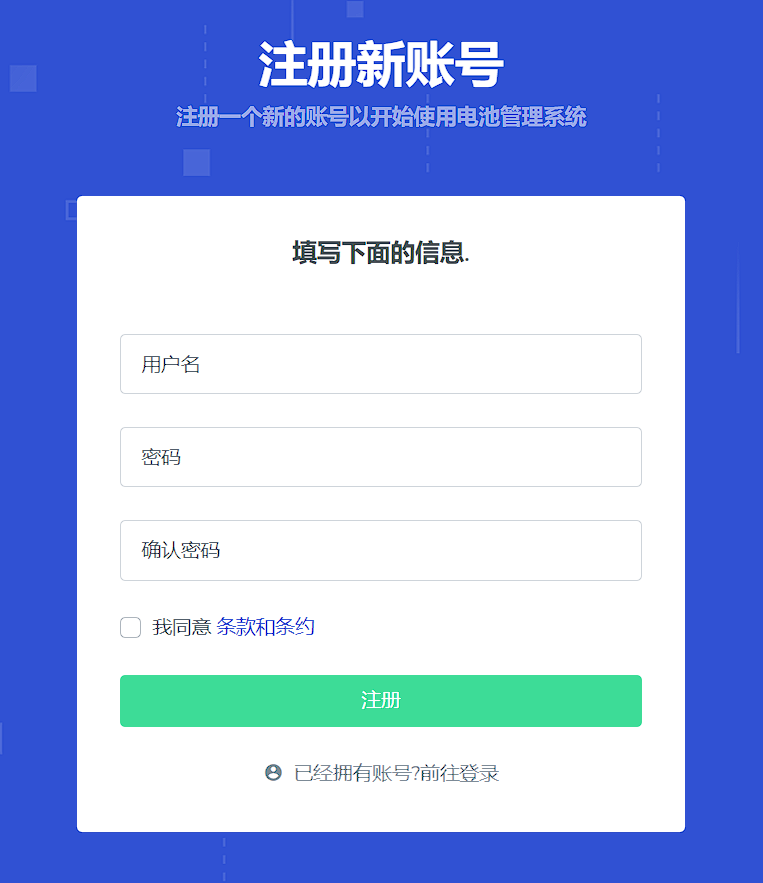 注册新账号
注册一个新的账号以开始使用电池管理系统
填写下面的信息.
用户名
密码
确认密码
我同意 条款和条约
注册
已经拥有账号?前往登录